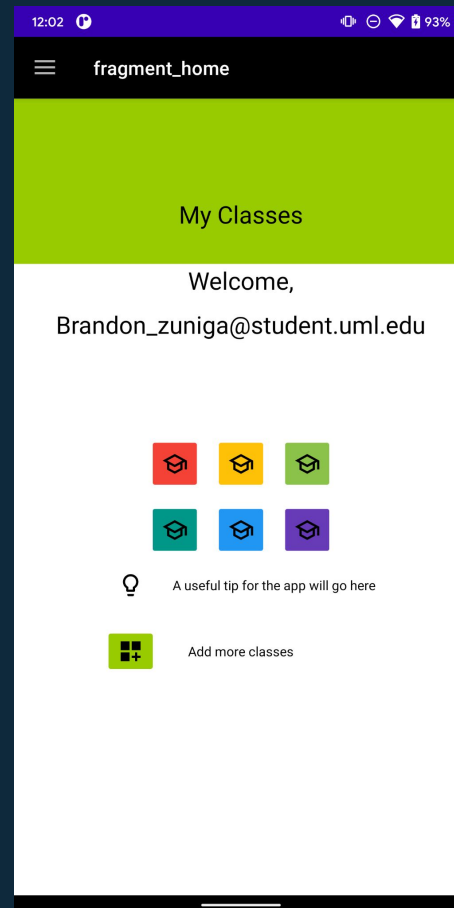 12:02
93%
fragment_home
My Classes
Welcome,
Brandon_zuniga@student.uml.edu
A useful tip for the app will go here
Add more classes